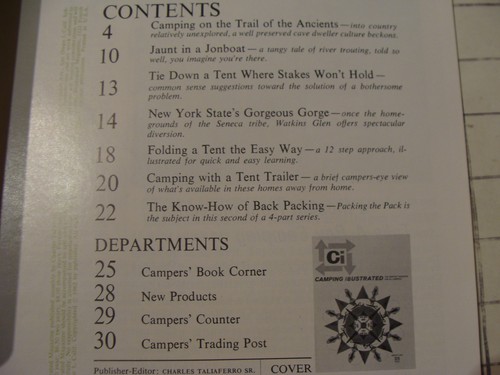 CONTENTS
4 Camping on the Trail of the Ancients—into country
relatively unexplored, a well preserved cave dweller culture beckons.
10 Jaunt in a Jonboat—a tangy tale of river trouting, told so
well, you imagine you're there.
13 Tie Down a Tent Where Stakes Won't Hold—
common sense suggestions toward the solution of a bothersome
problem.
14 New York State's Gorgeous Gorge—once the home-
grounds of the Seneca tribe, Watkins Glen offers spectacular
diversion.
18 Folding a Tent the Easy Way—a 12 step approach, il-
lustrated for quick and easy learning.
20 Camping with a Tent Trailer—a brief campers-eye view
of what's available in these homes away from home.
22 The Know-How of Back Packing—Packing the Pack is
the subject in this second of a 4-part series.
DEPARTMENTS
25 Campers' Book Corner
28 New Products
29 Campers' Counter
30 Campers' Trading Post
Ci
CAMPING ILLUSTRATED
Publisher-Editor: CHARLES TALIAFERRO SR.
COVER